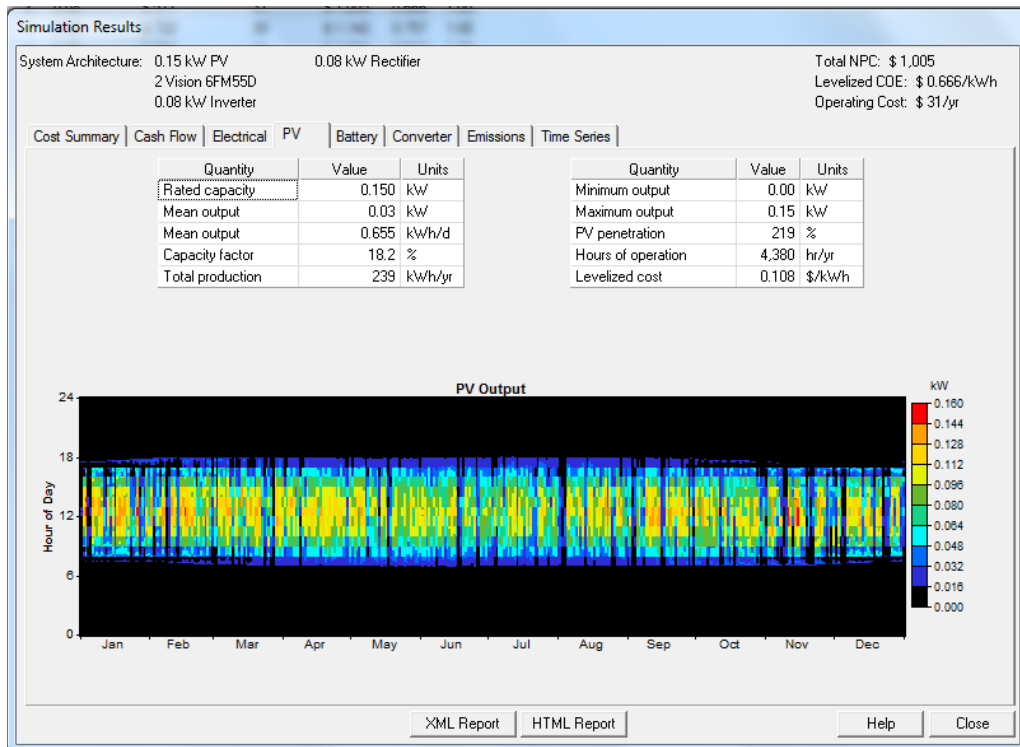 Simulation Results
System Architecture: 0.15 kW PV 0.08 kW Rectifier Total NPC: $ 1,005
2 Vision 6FM55D Levelized COE: $ 0.666/kWh
0.08 kW Inverter Operating Cost: $ 31/yr
Cost Summary Cash Flow Electrical PV Battery Converter Emissions Time Series
Quantity Value Units Quantity Value Units
Rated capacity 0.150 kW Minimum output 0.00 kW
Mean output 0.03 kW Maximum output 0.15 kW
Mean output 0.655 kWh/d PV penetration 219 %
Capacity factor 18.2 % Hours of operation 4,380 hr/yr
Total production 239 kWh/yr Levelized cost 0.108 $/kWh
PV Output
kW
24
18
12
6
0
Hour of Day
Jan Feb Mar Apr May Jun Jul Aug Sep Oct Nov Dec
0.160
0.144
0.128
0.112
0.096
0.080
0.064
0.048
0.032
0.016
0.000
XML Report HTML Report Help Close